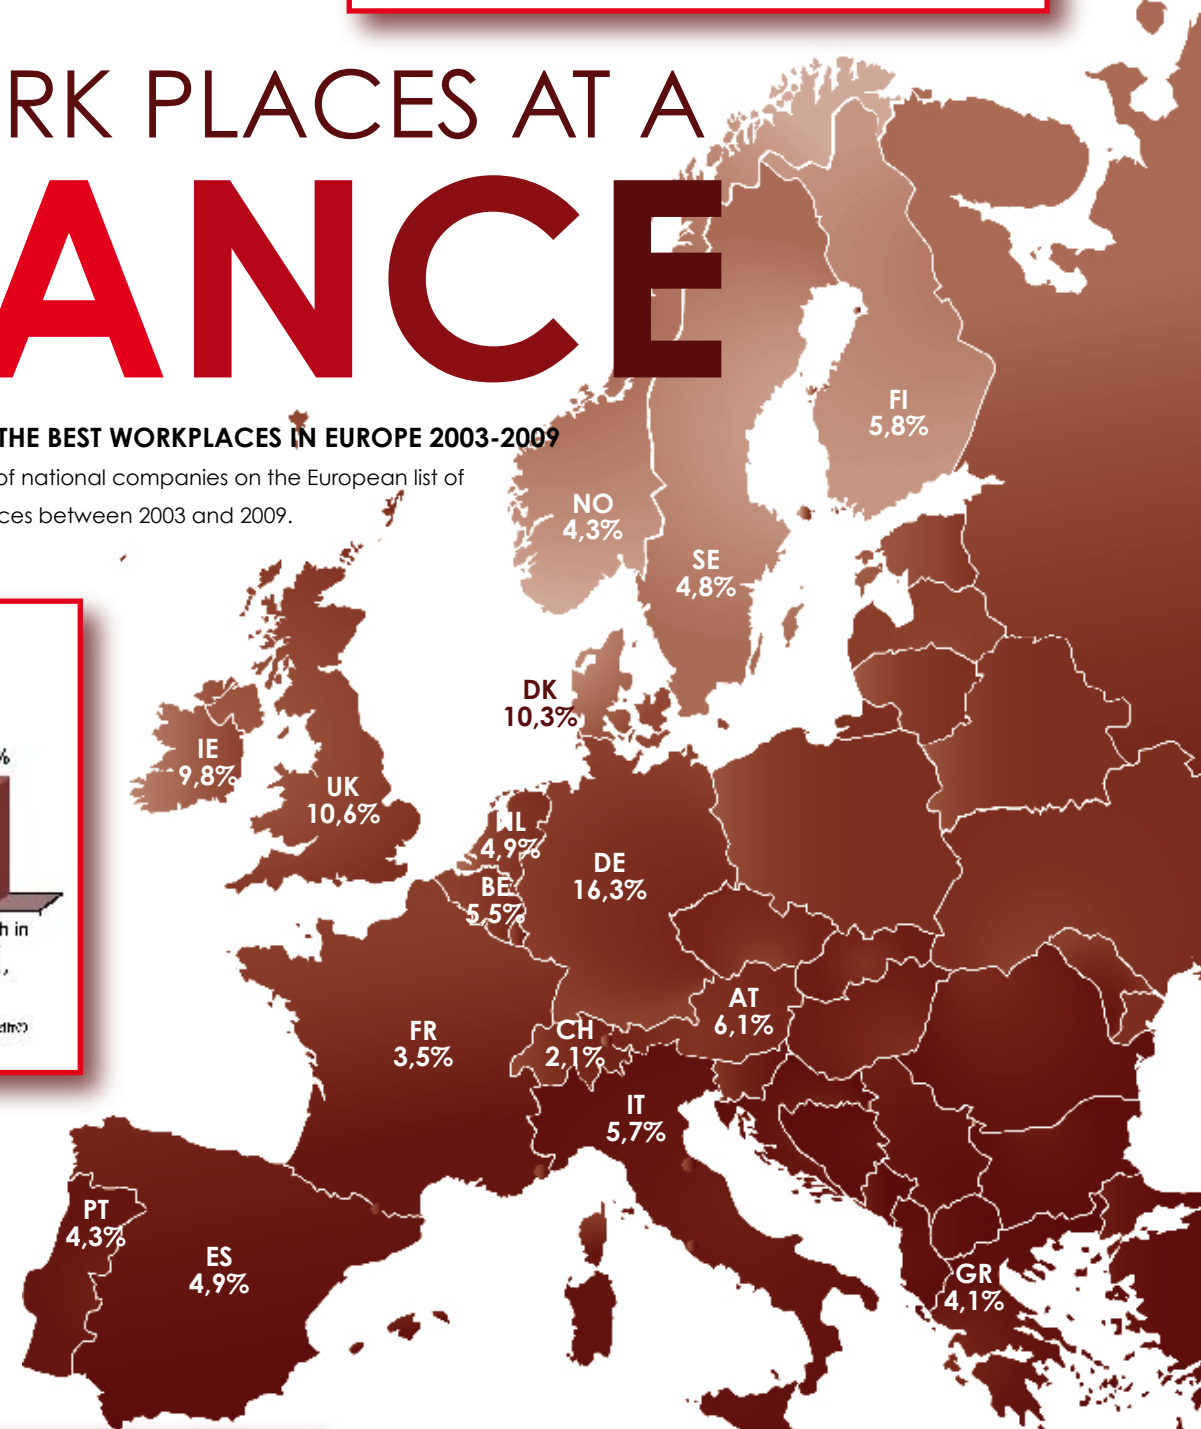 RK PLACES AT A
ANCE
THE BEST WORKPLACES IN EUROPE 2003-2009
of national companies on the European list of
ces between 2003 and 2009.
FI
5,8%
NO
4,3%
SE
4,8%
DK
10,3%
IE
9,8%
%
UK
10,6%
NL
4,9%
DE
16,3%
BE
5,5%
h in
AT
6,1%
FR
3,5%
CH
2,1%
IT
5,7%
PT
4,3%
ES
4,9%
GR
4,1%